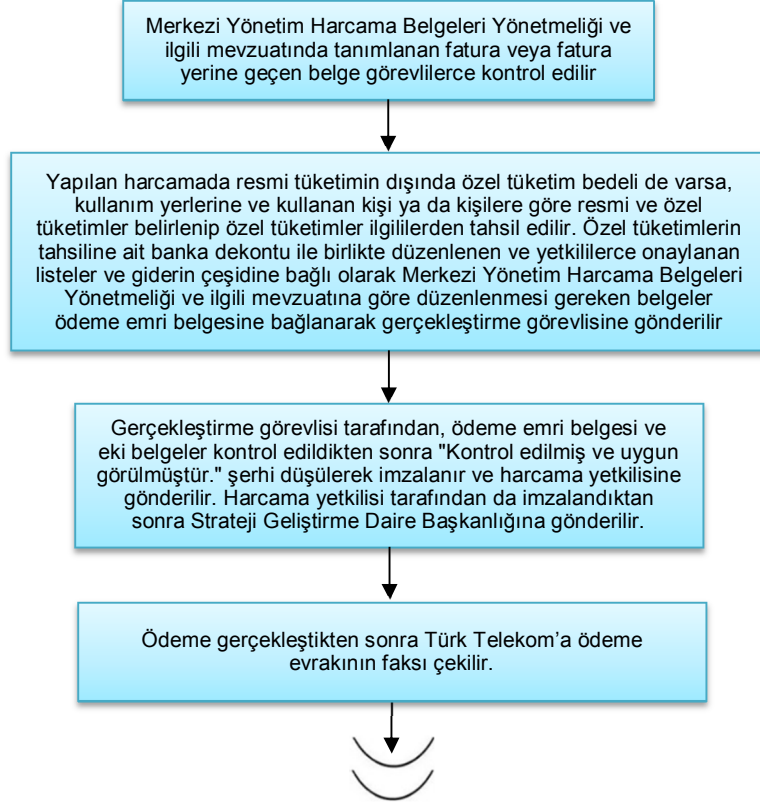 Merkezi Yönetim Harcama Belgeleri Yönetmeliği ve
ilgili mevzuatında tanımlanan fatura veya fatura
yerine geçen belge görevlilerce kontrol edilir
Yapılan harcamada resmi tüketimin dışında özel tüketim bedeli de varsa,
kullanım yerlerine ve kullanan kişi ya da kişilere göre resmi ve özel
tüketimler belirlenip özel tüketimler ilgililerden tahsil edilir. Özel tüketimlerin
tahsiline ait banka dekontu ile birlikte düzenlenen ve yetkililerce onaylanan
listeler ve giderin çeşidine bağlı olarak Merkezi Yönetim Harcama Belgeleri
Yönetmeliği ve ilgili mevzuatına göre düzenlenmesi gereken belgeler
ödeme emri belgesine bağlanarak gerçekleştirme görevlisine gönderilir
Gerçekleştirme görevlisi tarafından, ödeme emri belgesi ve
eki belgeler kontrol edildikten sonra "Kontrol edilmiş ve uygun
görülmüştür." şerhi düşülerek imzalanır ve harcama yetkilisine
gönderilir. Harcama yetkilisi tarafından da imzalandıktan
sonra Strateji Geliştirme Daire Başkanlığına gönderilir.
Ödeme gerçekleştikten sonra Türk Telekom’a ödeme
evrakının faksı çekilir.